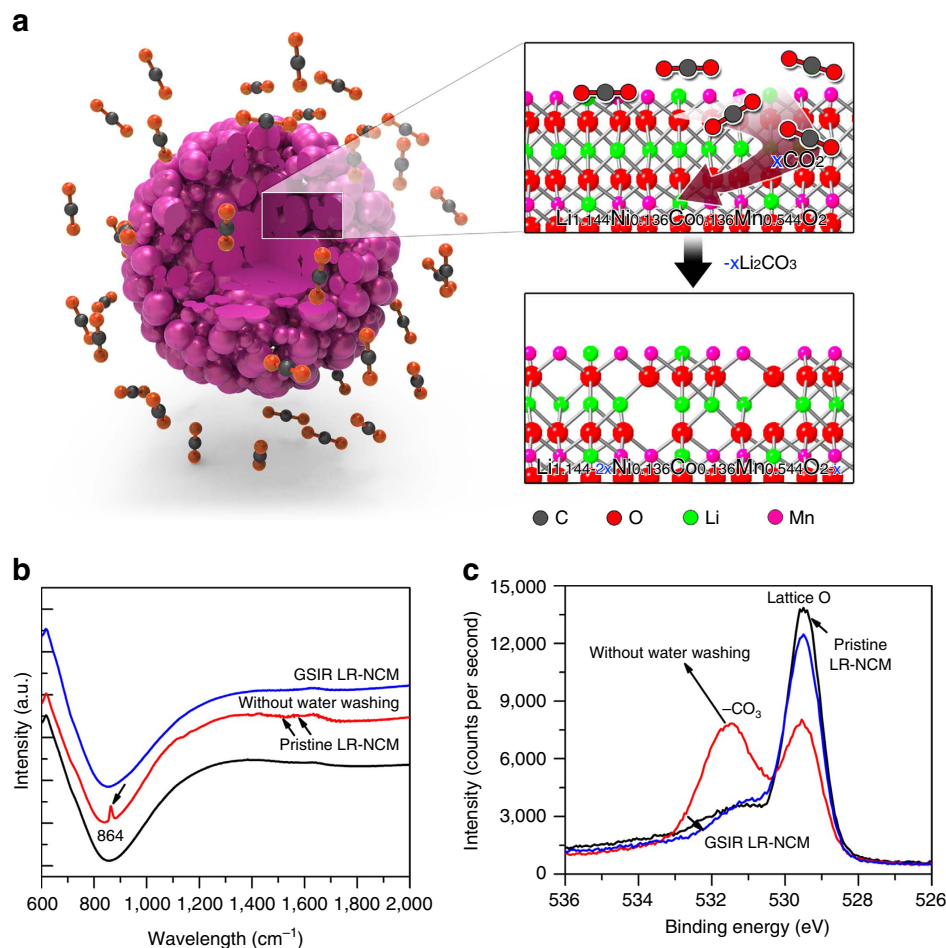 a
xCO₂
Li1.144Ni0.136Co0.136Mn0.544O2
-xLi₂CO₃
Li1.144-2xNi0.136Co0.136Mn0.544O2-x
C O Li Mn
b
Intensity (a.u.)
GSIR LR-NCM
Without water washing
Pristine LR-NCM
864
600 800 1,000 1,200 1,400 1,600 1,800 2,000
Wavelength (cm⁻¹)
c
Intensity (counts per second)
15,000
12,000
9,000
6,000
3,000
0
Lattice O
Pristine
LR-NCM
Without water washing
–CO₃
GSIR LR-NCM
536 534 532 530 528 526
Binding energy (eV)